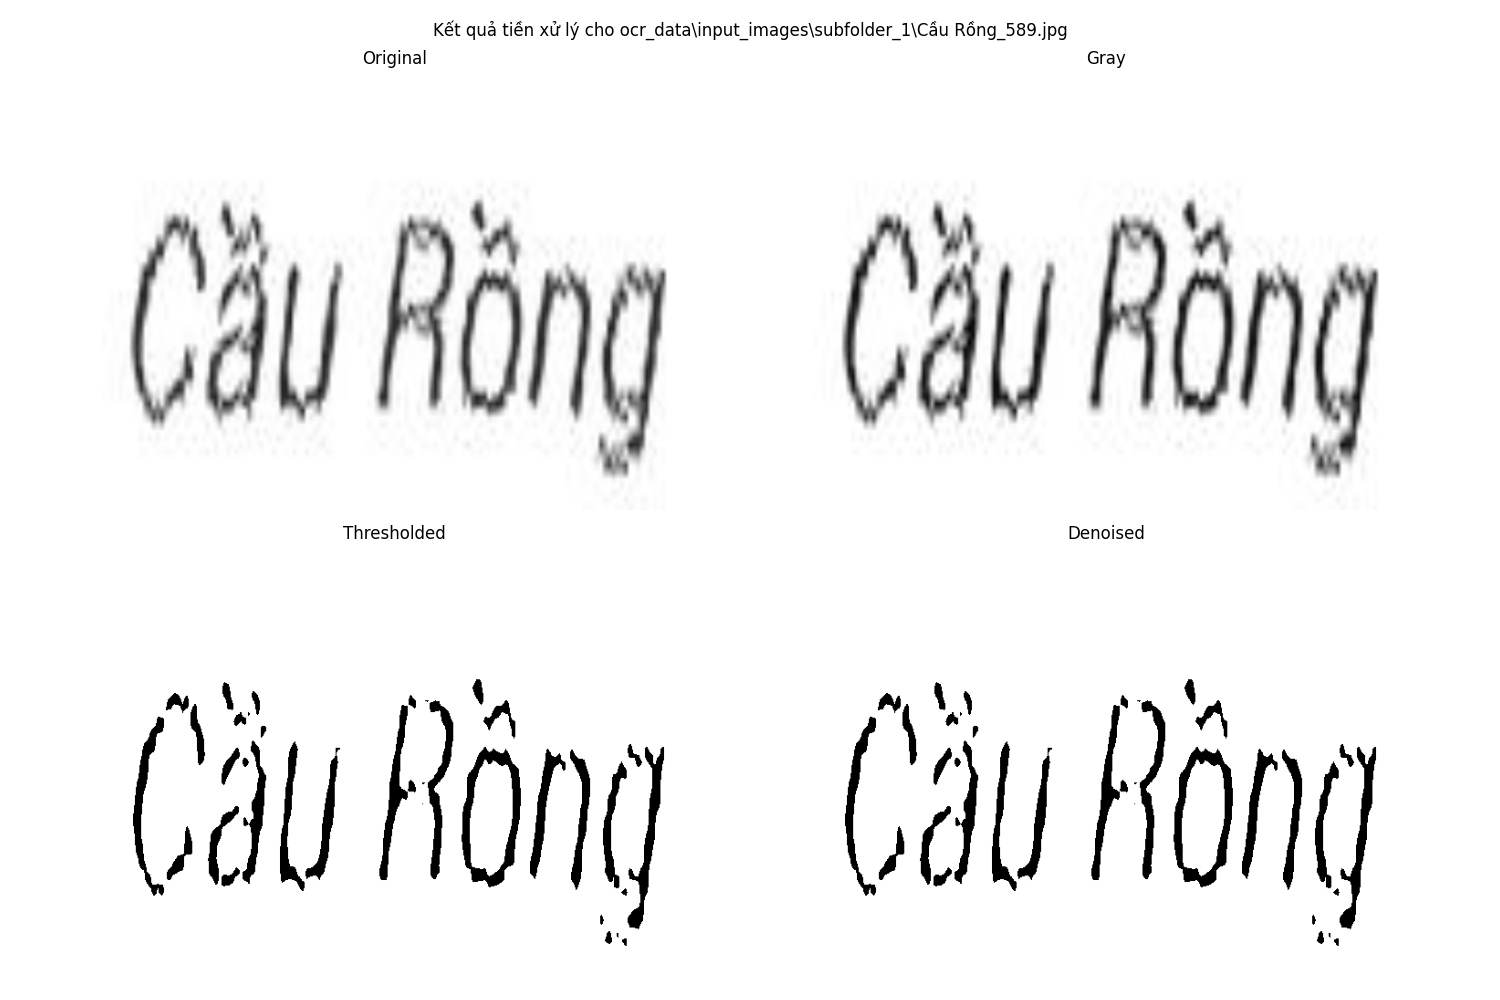 Kết quả tiền xử lý cho ocr_data\input_images\subfolder_1\Cầu Rồng_589.jpg
Original
Gray
Cầu Rồng
Cầu Rồng
Thresholded
Denoised
Cầu Rồng
Cầu Rồng